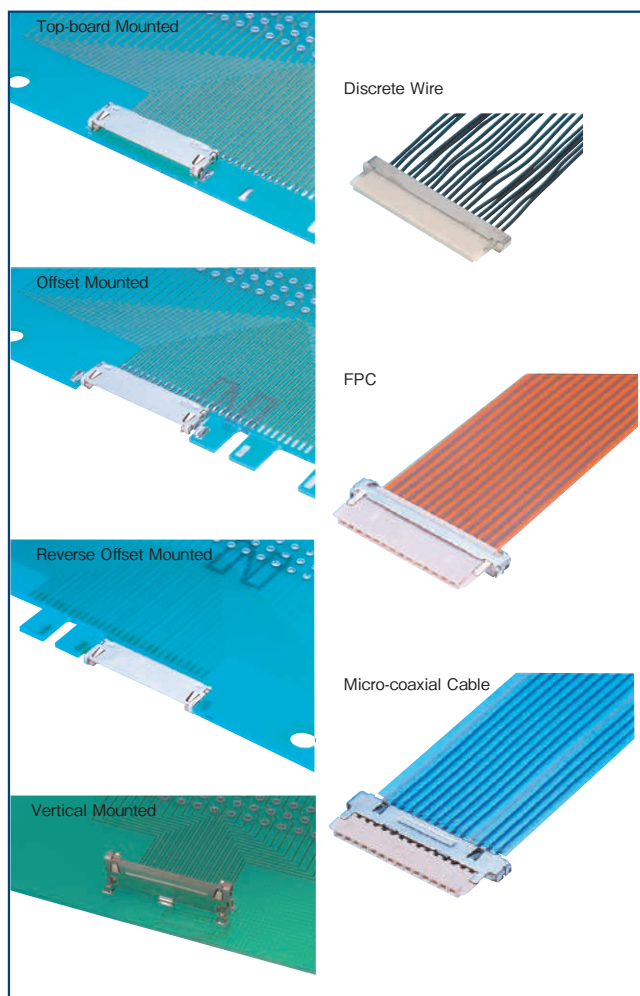 Top-board Mounted
Discrete Wire
Offset Mounted
FPC
Reverse Offset Mounted
Micro-coaxial Cable
Vertical Mounted